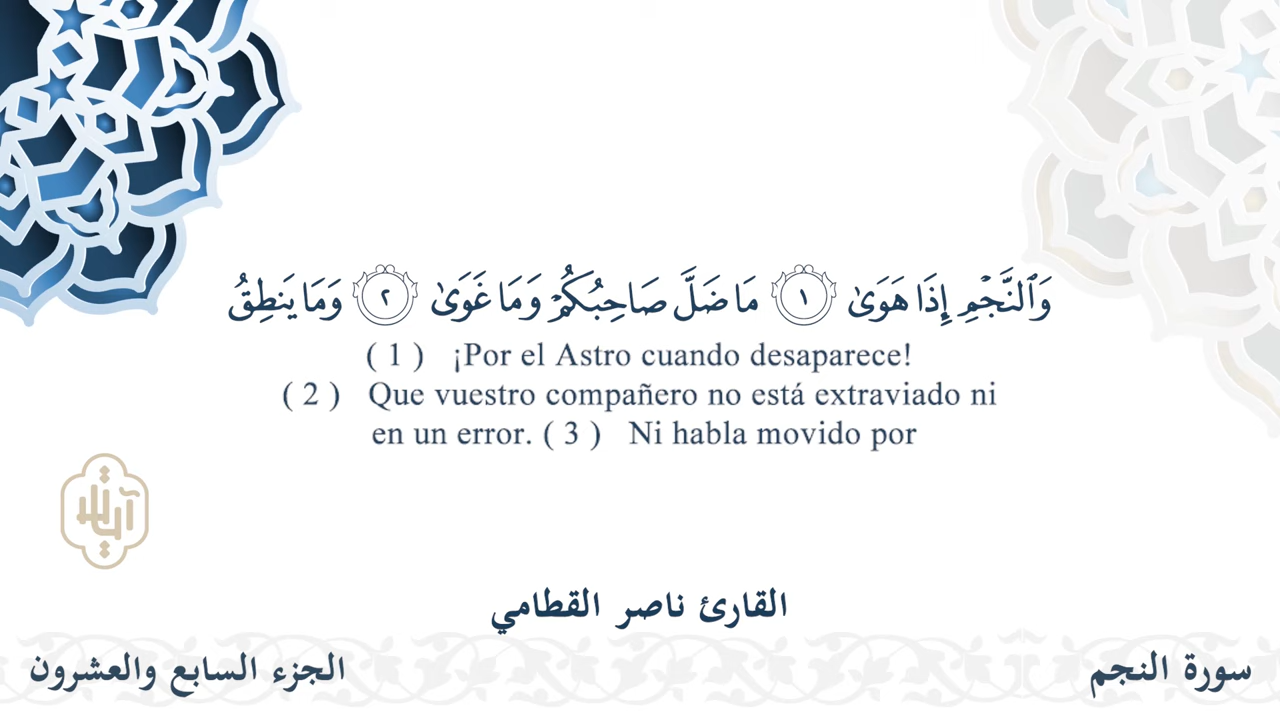 وَٱلنَّجْمِ إِذَا هَوَىٰ ١ مَا ضَلَّ صَاحِبُكُمْ وَمَا غَوَىٰ ٢ وَمَا يَنطِقُ
( 1 ) ¡Por el Astro cuando desaparece!
( 2 ) Que vuestro compañero no está extraviado ni
en un error. ( 3 ) Ni habla movido por
آيات
القارئ ناصر القطامي
سورة النجم
الجزء السابع والعشرون